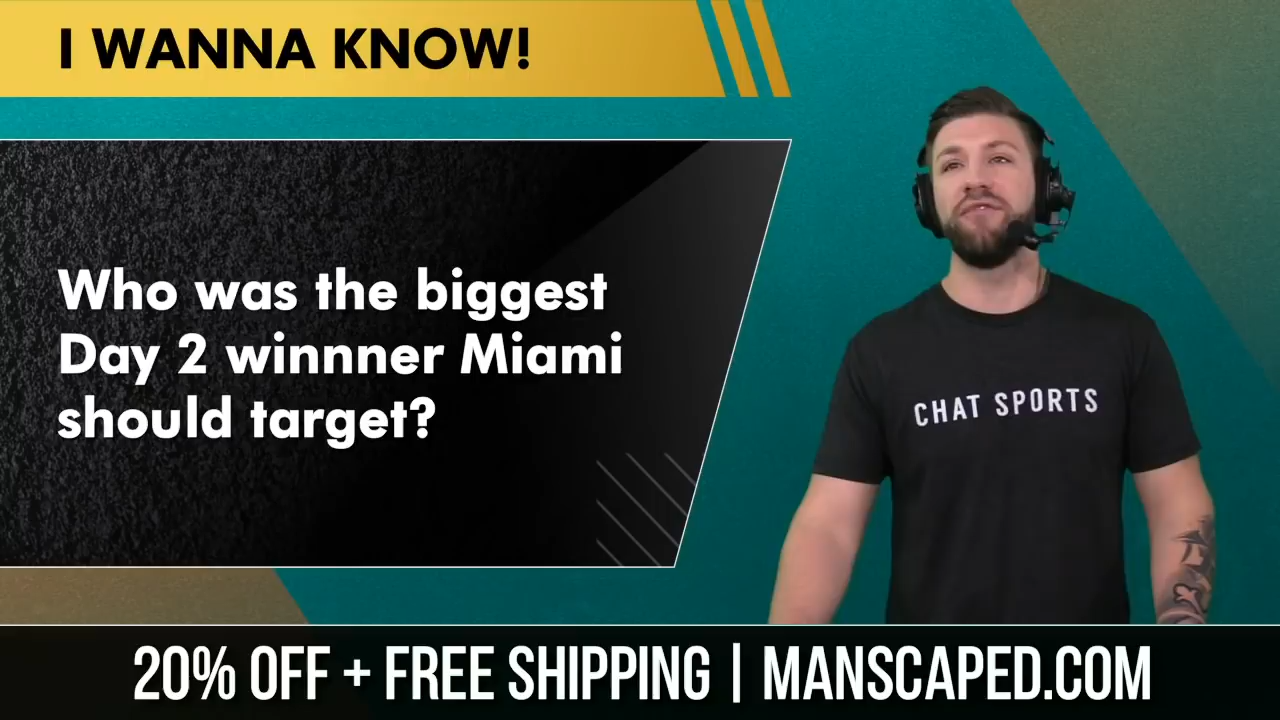 I WANNA KNOW!
Who was the biggest
Day 2 winnner Miami
should target?
CHAT SPORTS
20% OFF + FREE SHIPPING | MANSCAPED.COM